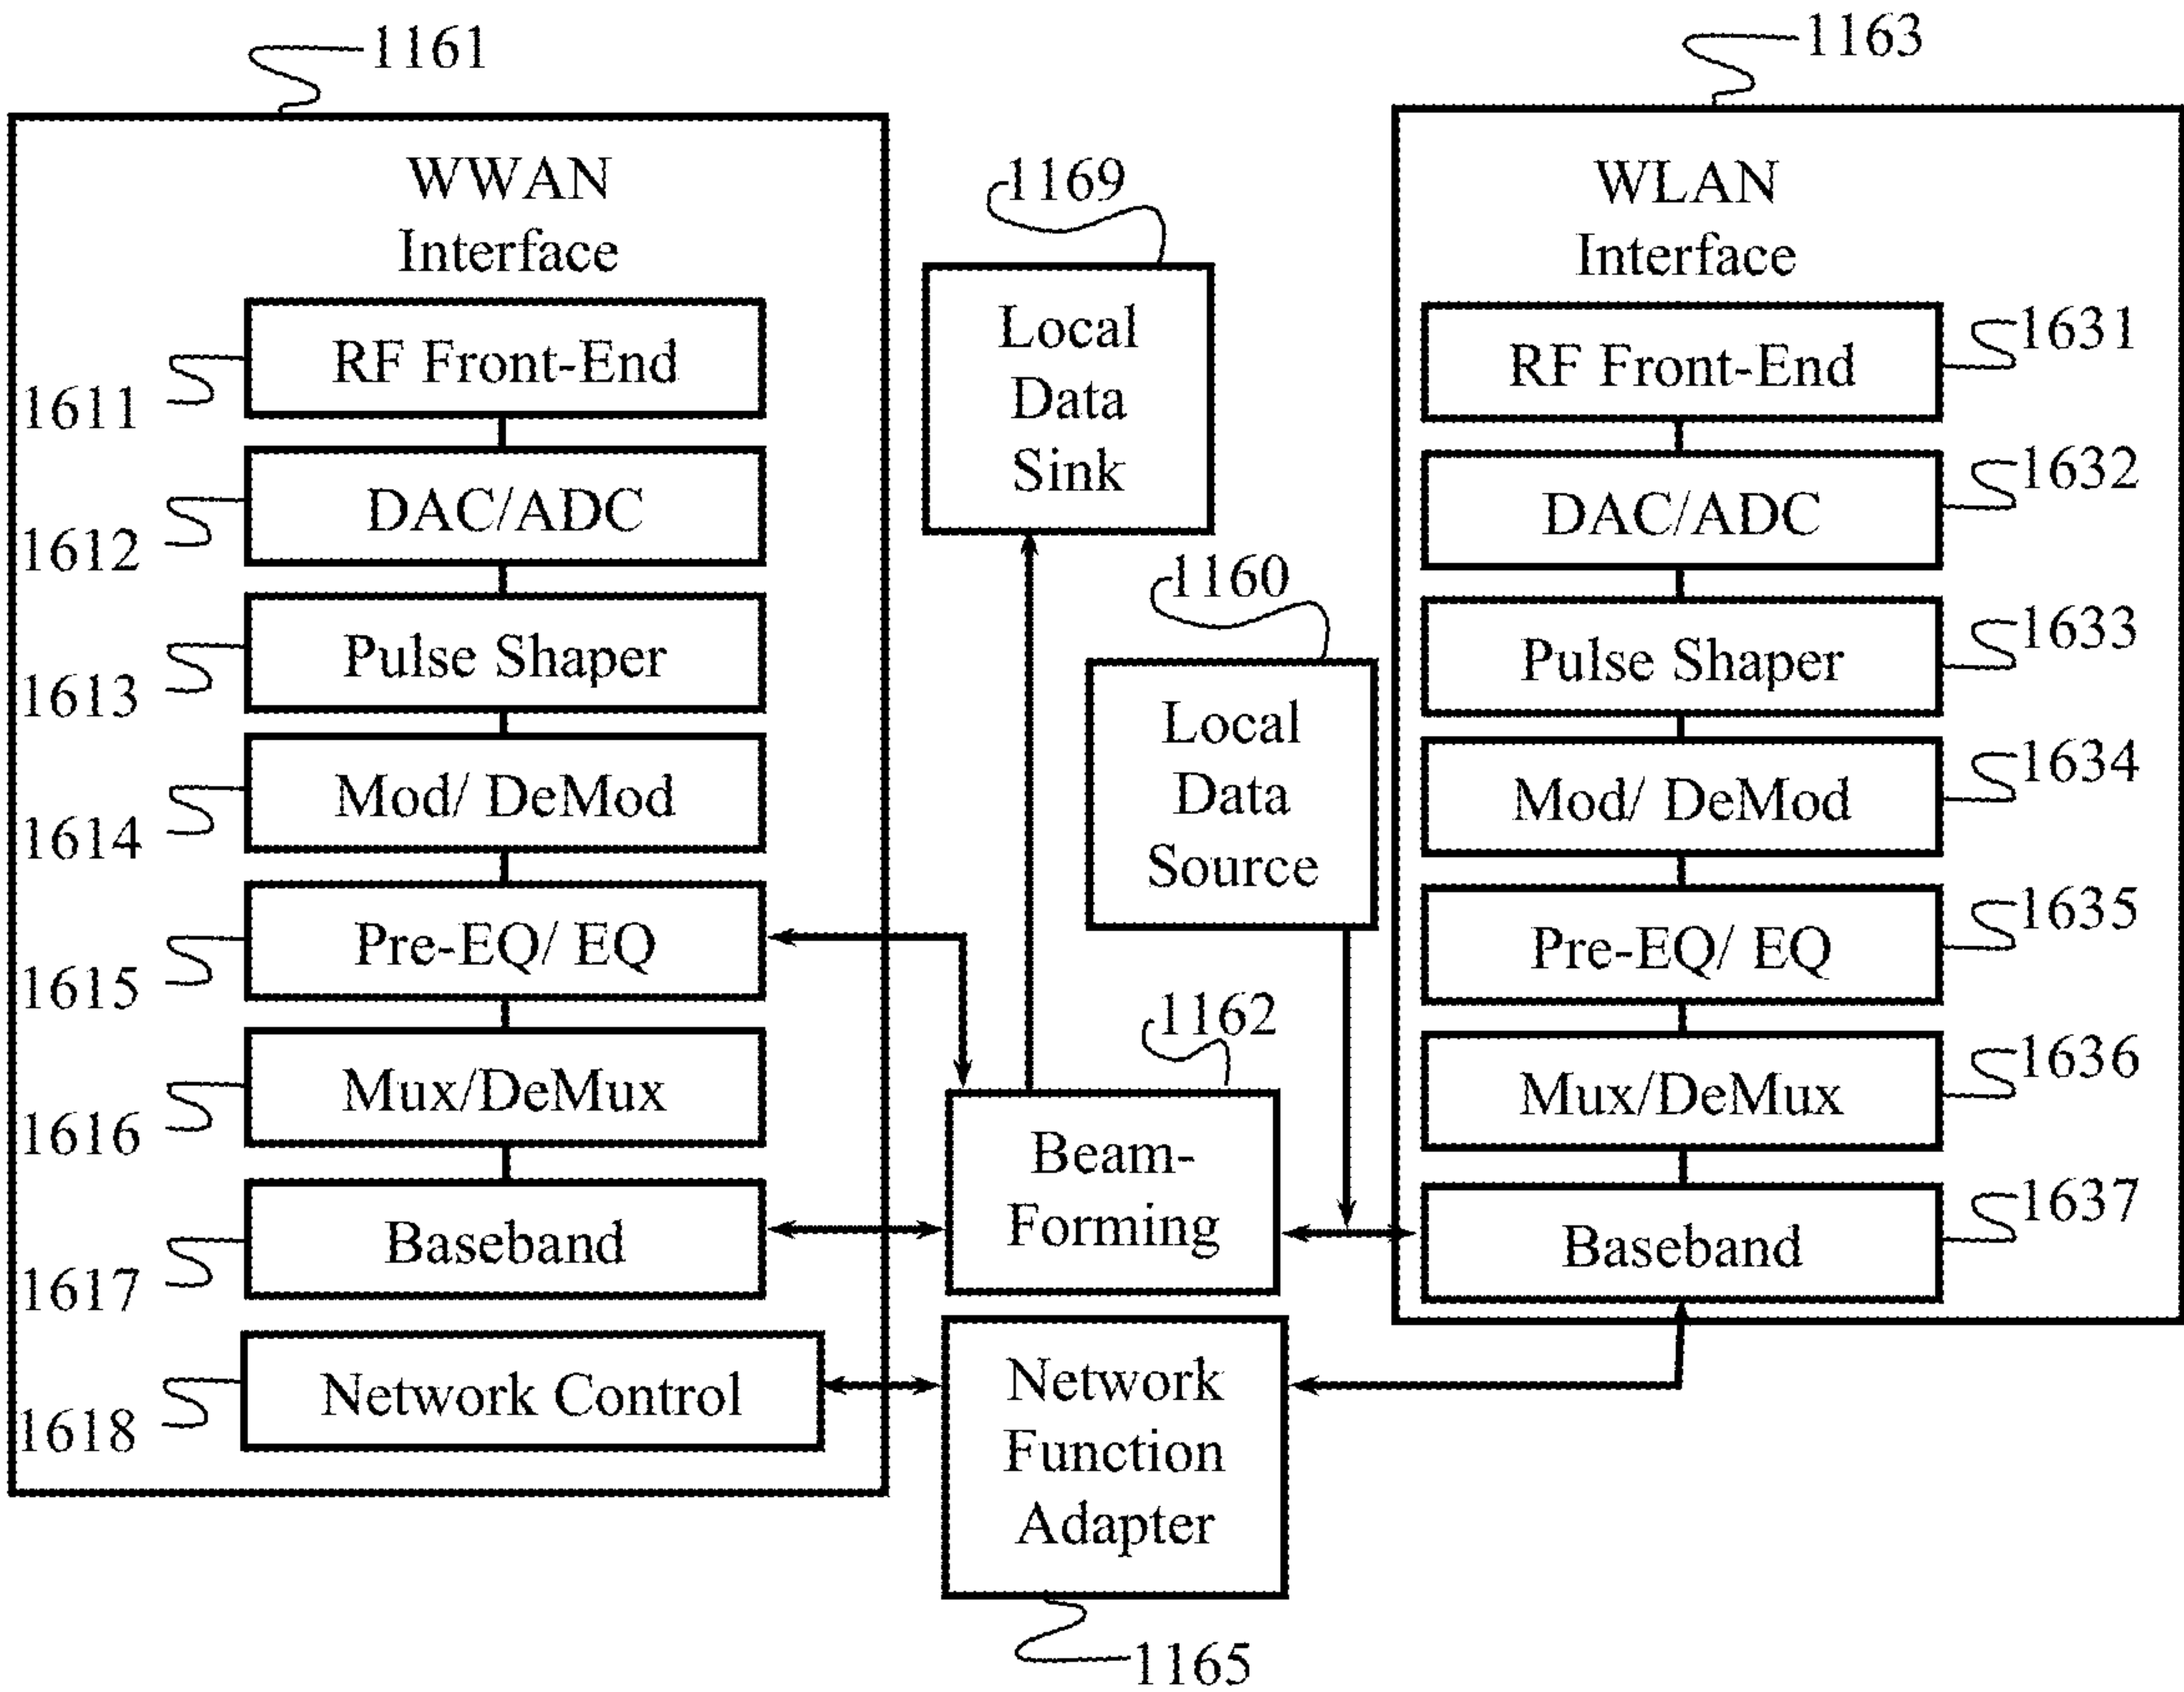 1161
WWAN
Interface
RF Front-End
1611
DAC/ADC
1612
Pulse Shaper
1613
Mod/ DeMod
1614
Pre-EQ/ EQ
1615
Mux/DeMux
1616
Baseband
1617
Network Control
1618
1169
Local
Data
Sink
1160
Local
Data
Source
1162
Beam-
Forming
Network
Function
Adapter
1165
1163
WLAN
Interface
RF Front-End
1631
DAC/ADC
1632
Pulse Shaper
1633
Mod/ DeMod
1634
Pre-EQ/ EQ
1635
Mux/DeMux
1636
Baseband
1637